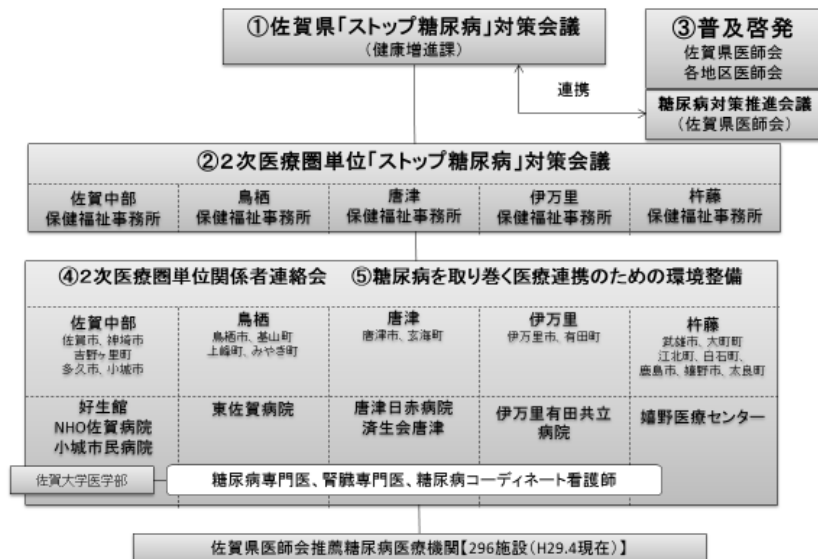 ①佐賀県「ストップ糖尿病」対策会議
(健康増進課)
③普及啓発
佐賀県医師会
各地区医師会
連携
糖尿病対策推進会議
(佐賀県医師会)
②2次医療圏単位「ストップ糖尿病」対策会議
佐賀中部
保健福祉事務所
鳥栖
保健福祉事務所
唐津
保健福祉事務所
伊万里
保健福祉事務所
杵藤
保健福祉事務所
④2次医療圏単位関係者連絡会 ⑤糖尿病を取り巻く医療連携のための環境整備
佐賀中部
佐賀市、神埼市
吉野ヶ里町
多久市、小城市
鳥栖
鳥栖市、基山町
上峰町、みやき町
唐津
唐津市、玄海町
伊万里
伊万里市、有田町
杵藤
武雄市、大町町
江北町、白石町、
鹿島市、嬉野市、太良町
好生館
NHO佐賀病院
小城市民病院
東佐賀病院
唐津日赤病院
済生会唐津
伊万里有田共立
病院
嬉野医療センター
佐賀大学医学部
糖尿病専門医、腎臓専門医、糖尿病コーディネート看護師
佐賀県医師会推薦糖尿病医療機関【296施設(H29.4現在)】